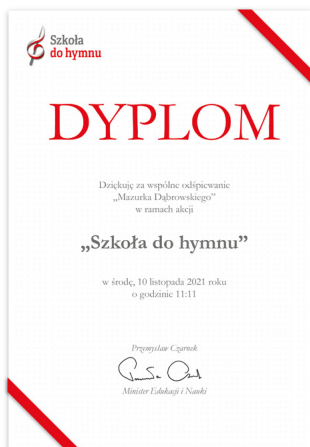 Szkoła
do hymnu
DYPLOM
Dziękuję za wspólne odśpiewanie
„Mazurka Dąbrowskiego”
w ramach akcji
„Szkoła do hymnu”
w środę, 10 listopada 2021 roku
o godzinie 11:11
Przemysław Czarnek
Minister Edukacji i Nauki